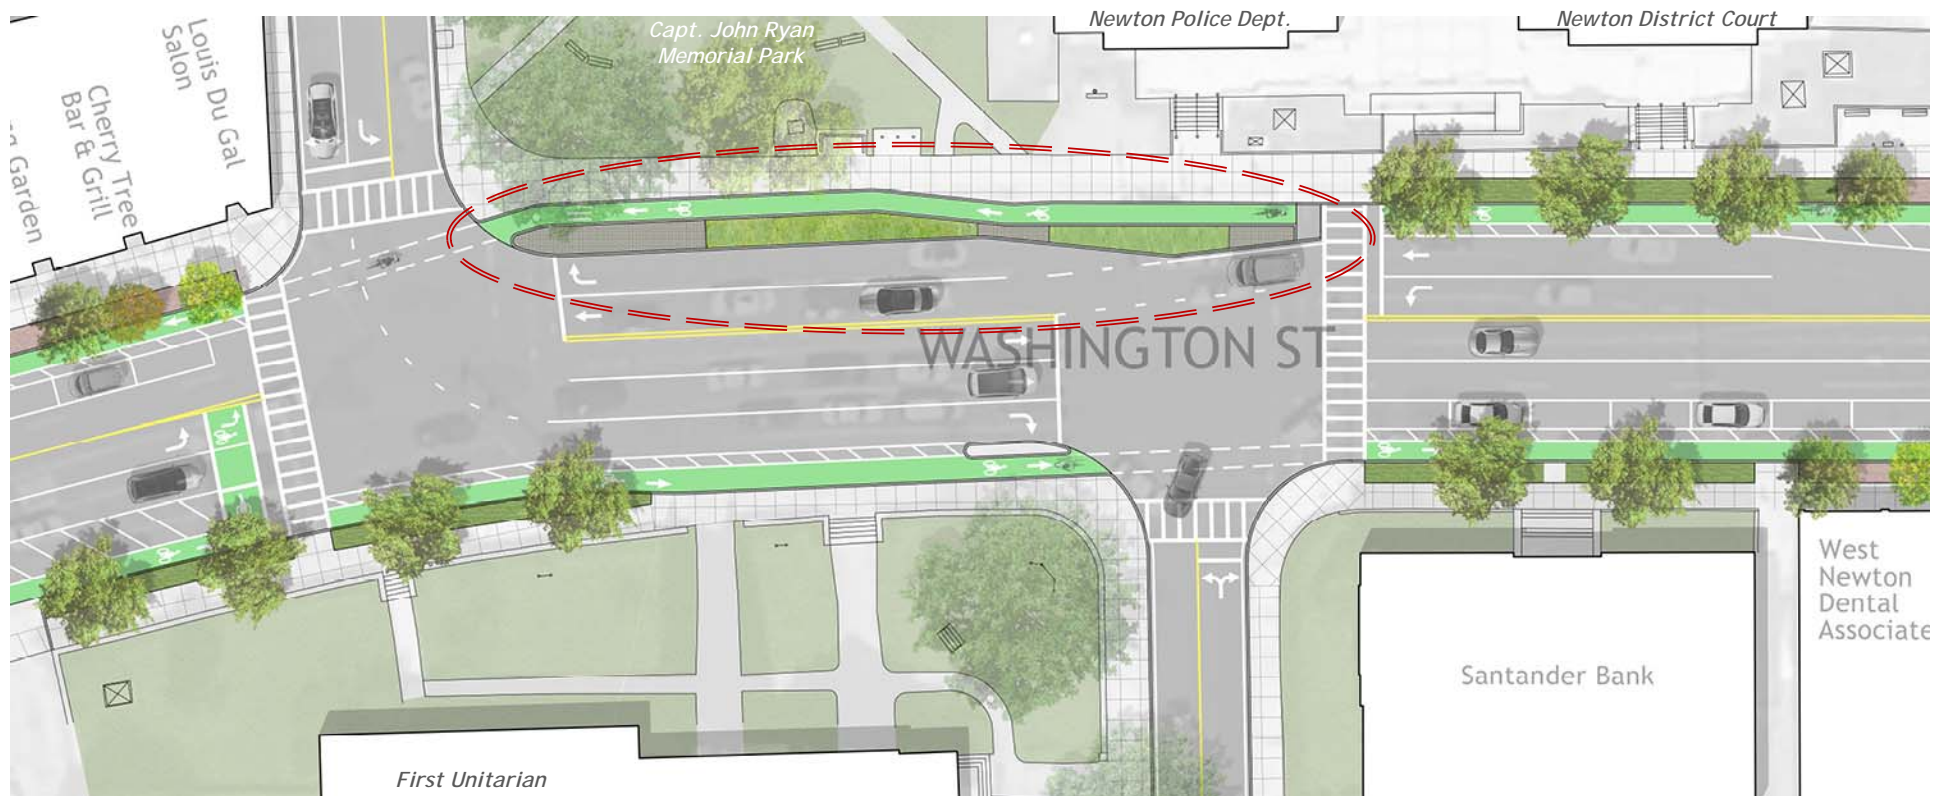 Capt. John Ryan
Memorial Park
Newton Police Dept.
Newton District Court
Louis Du Gal
Salon
Cherry Tree
Bar & Grill
Garden
WASHINGTON ST
West
Newton
Dental
Associate
Santander Bank
First Unitarian